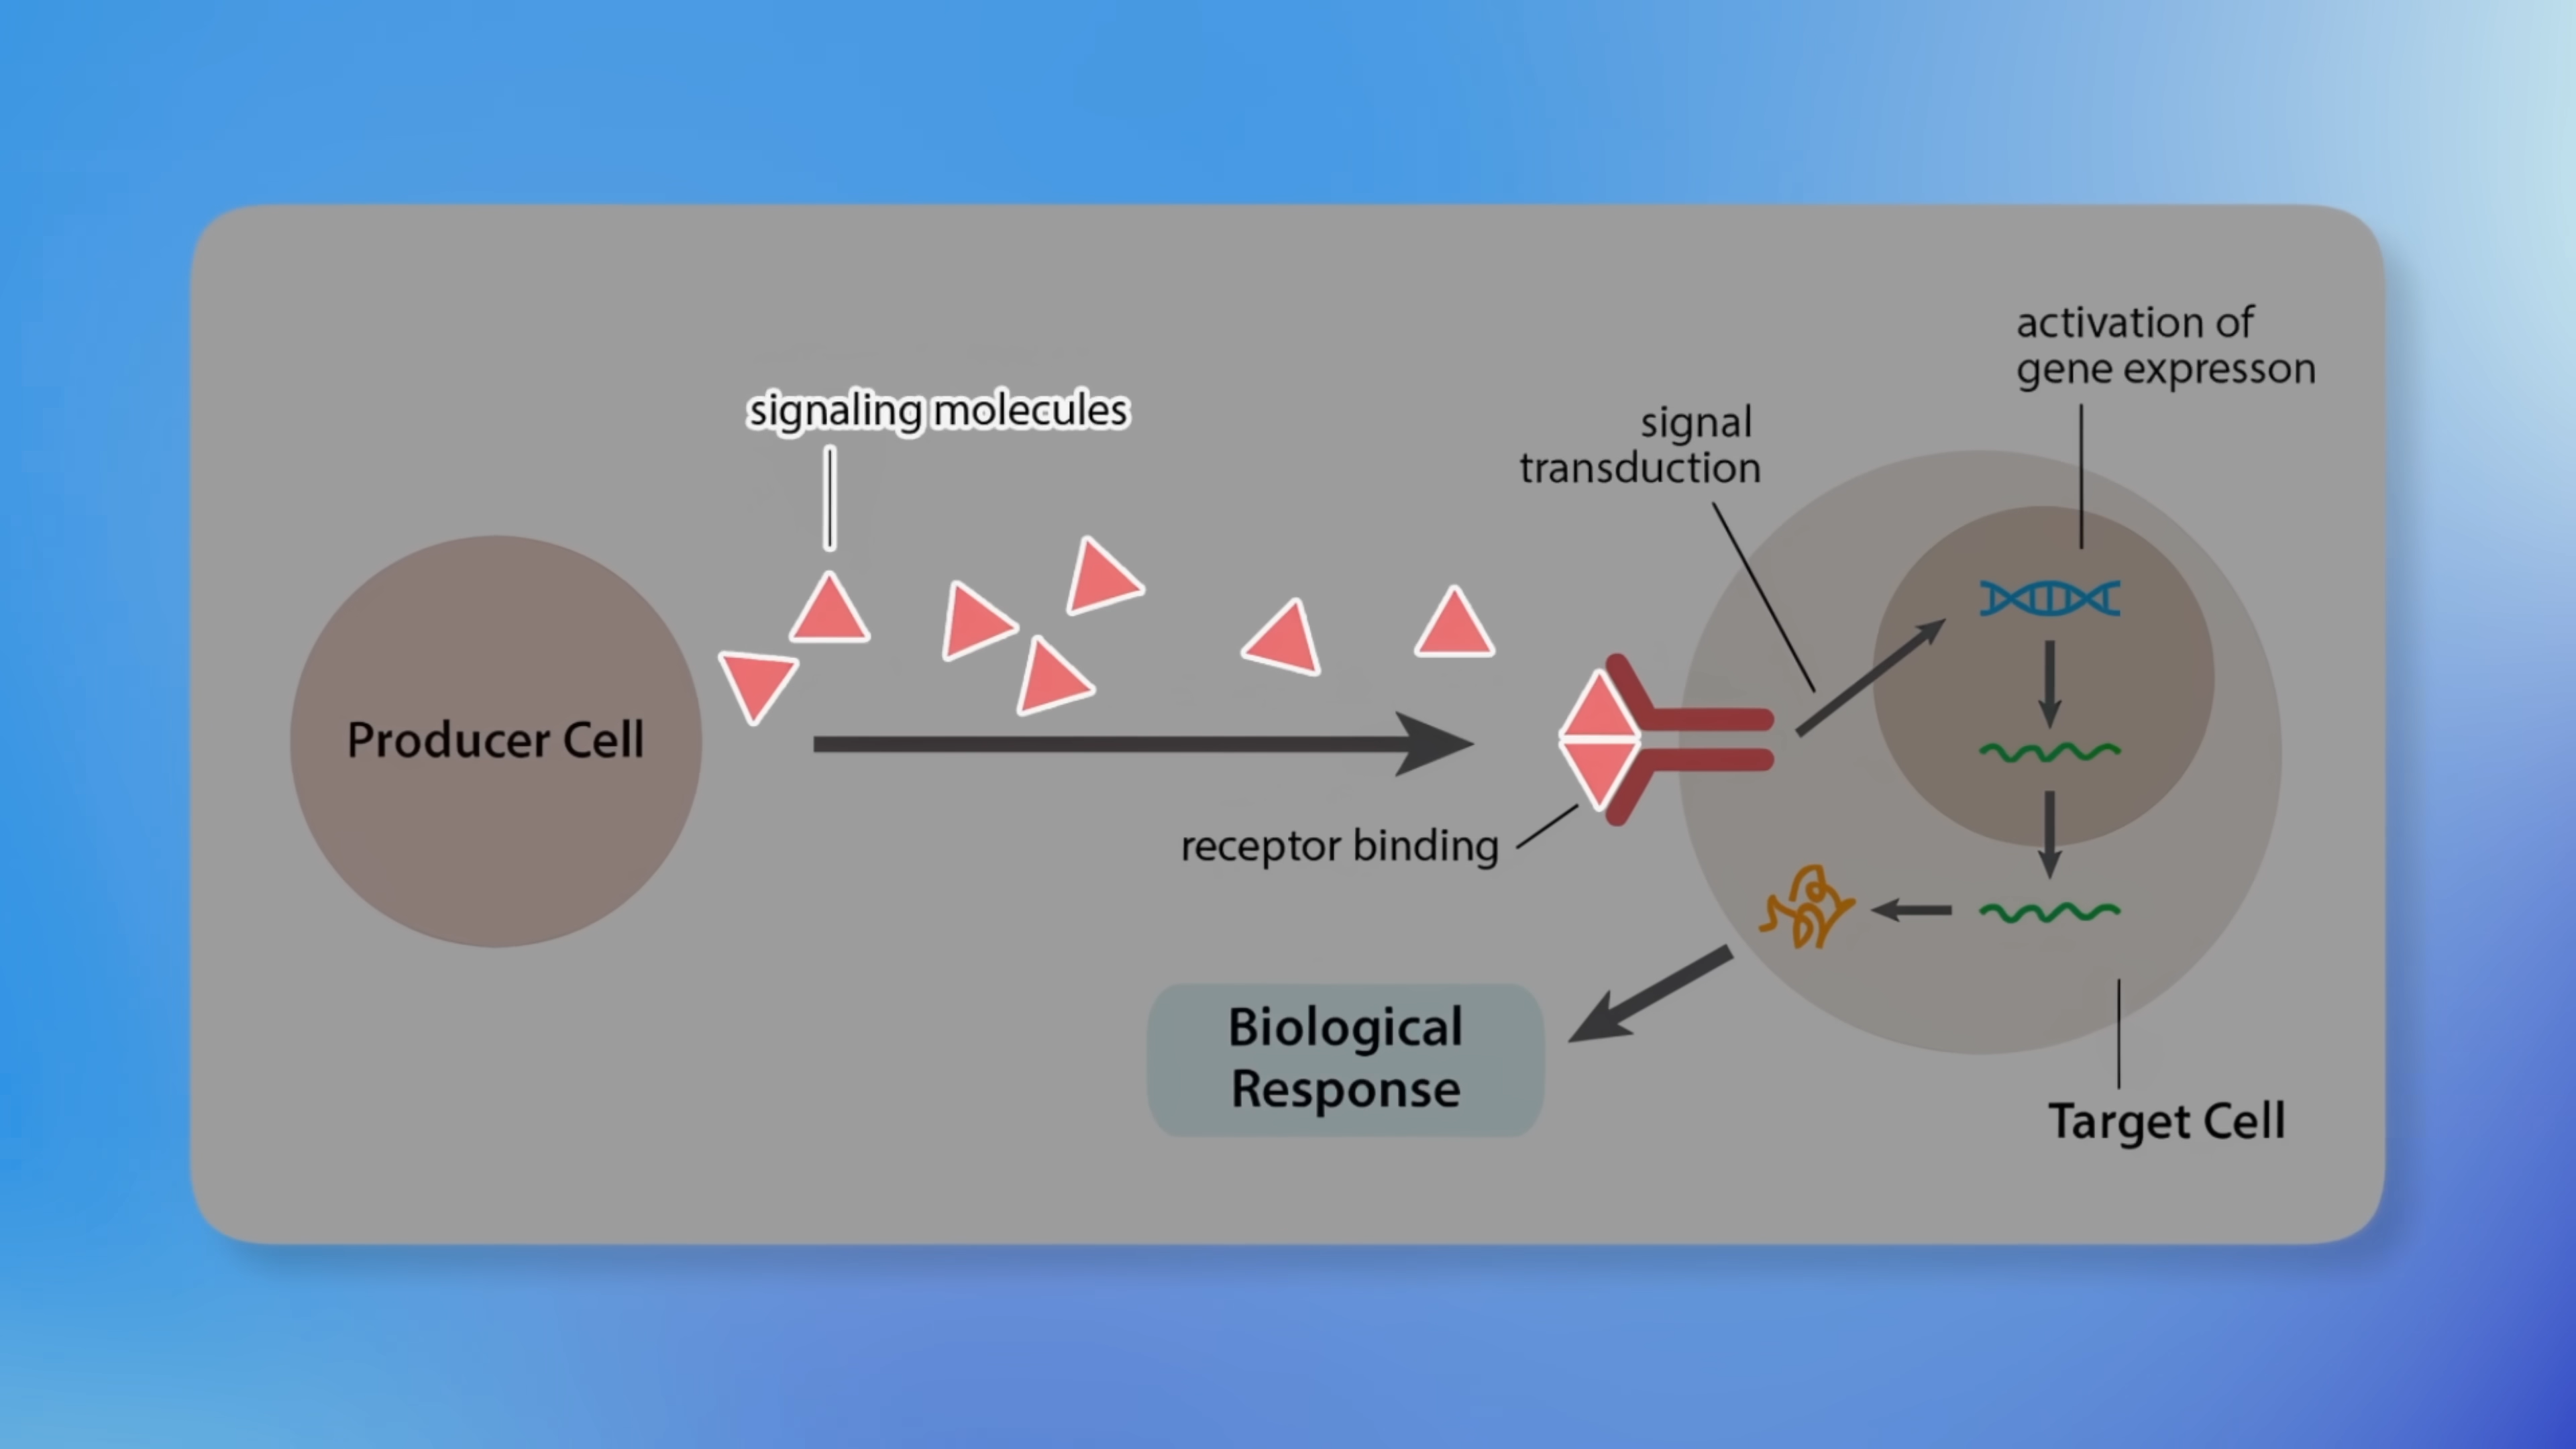 activation of
gene expresson
signaling molecules
signal
transduction
Producer Cell
receptor binding
Biological
Response
Target Cell